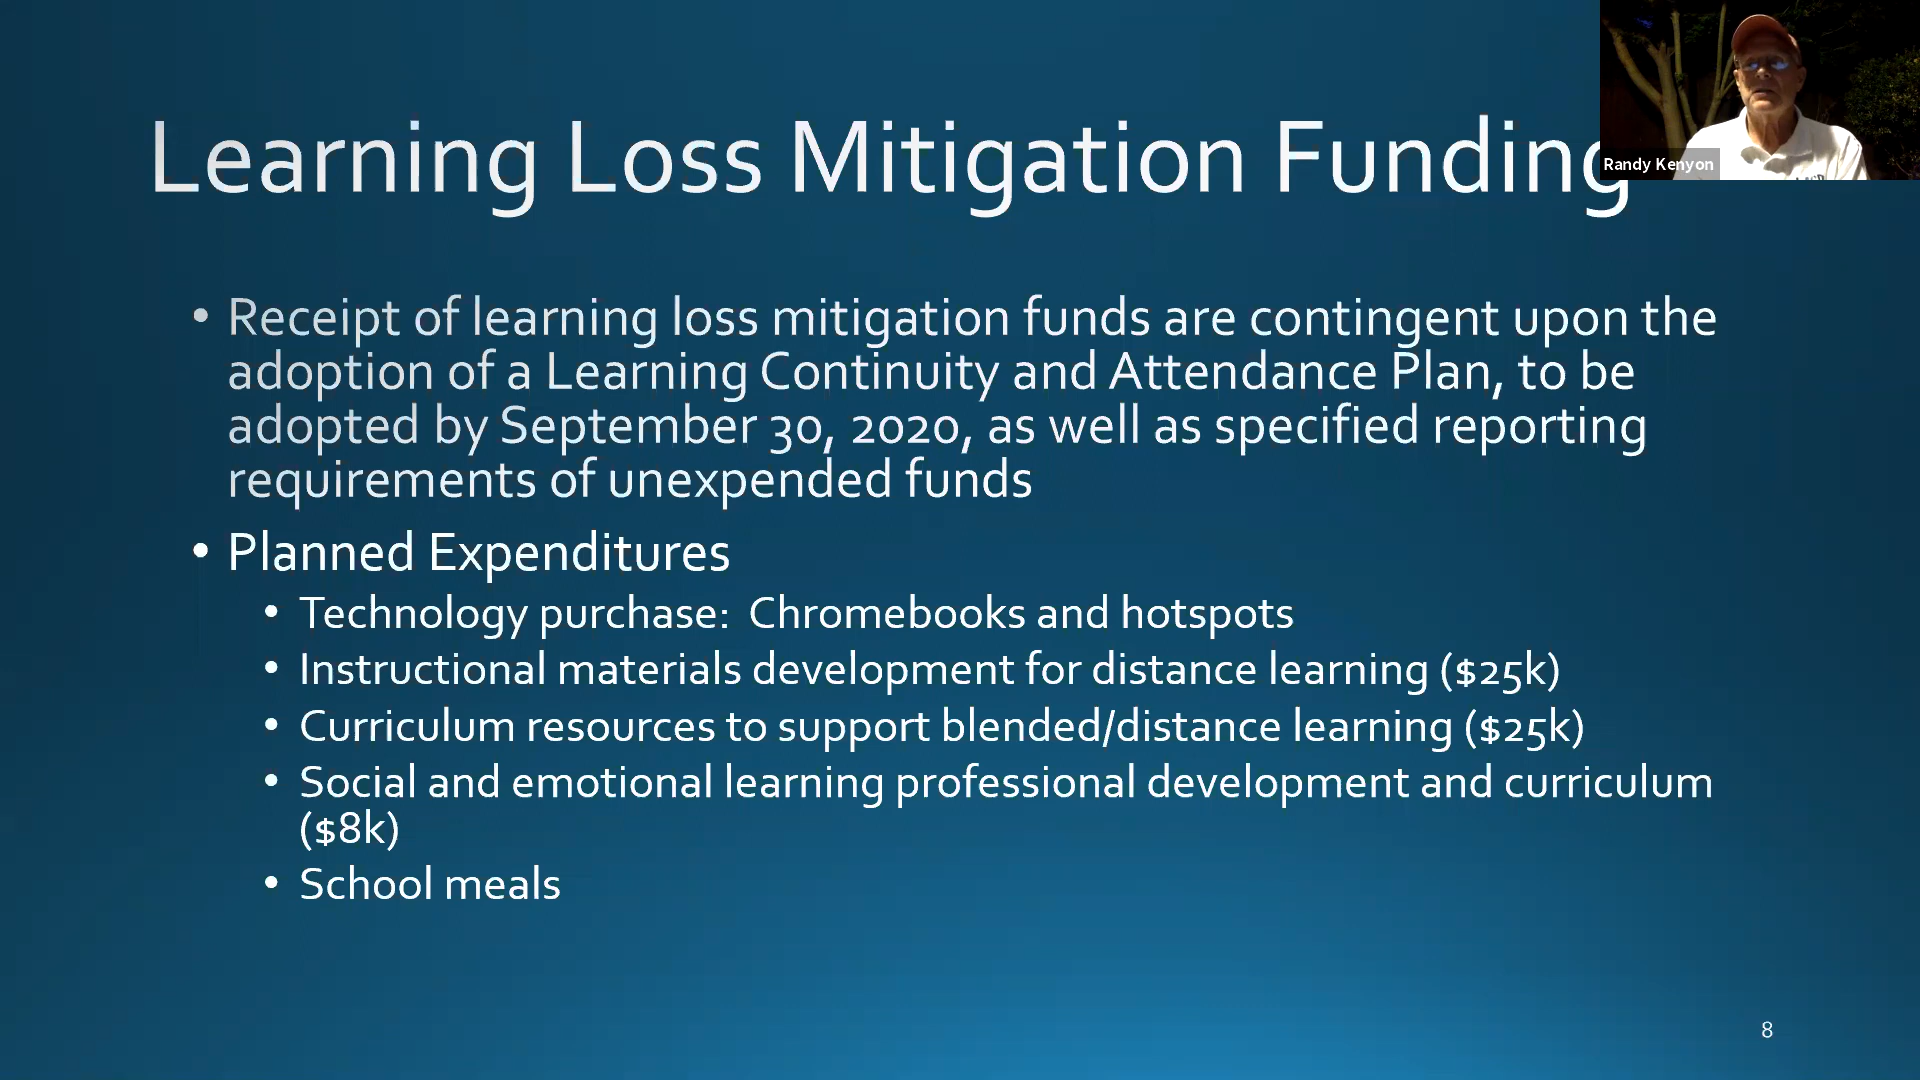 Learning Loss Mitigation Funding
Randy Kenyon
• Receipt of learning loss mitigation funds are contingent upon the
adoption of a Learning Continuity and Attendance Plan, to be
adopted by September 30, 2020, as well as specified reporting
requirements of unexpended funds
• Planned Expenditures
• Technology purchase:  Chromebooks and hotspots
• Instructional materials development for distance learning ($25k)
• Curriculum resources to support blended/distance learning ($25k)
• Social and emotional learning professional development and curriculum
($8k)
• School meals
8